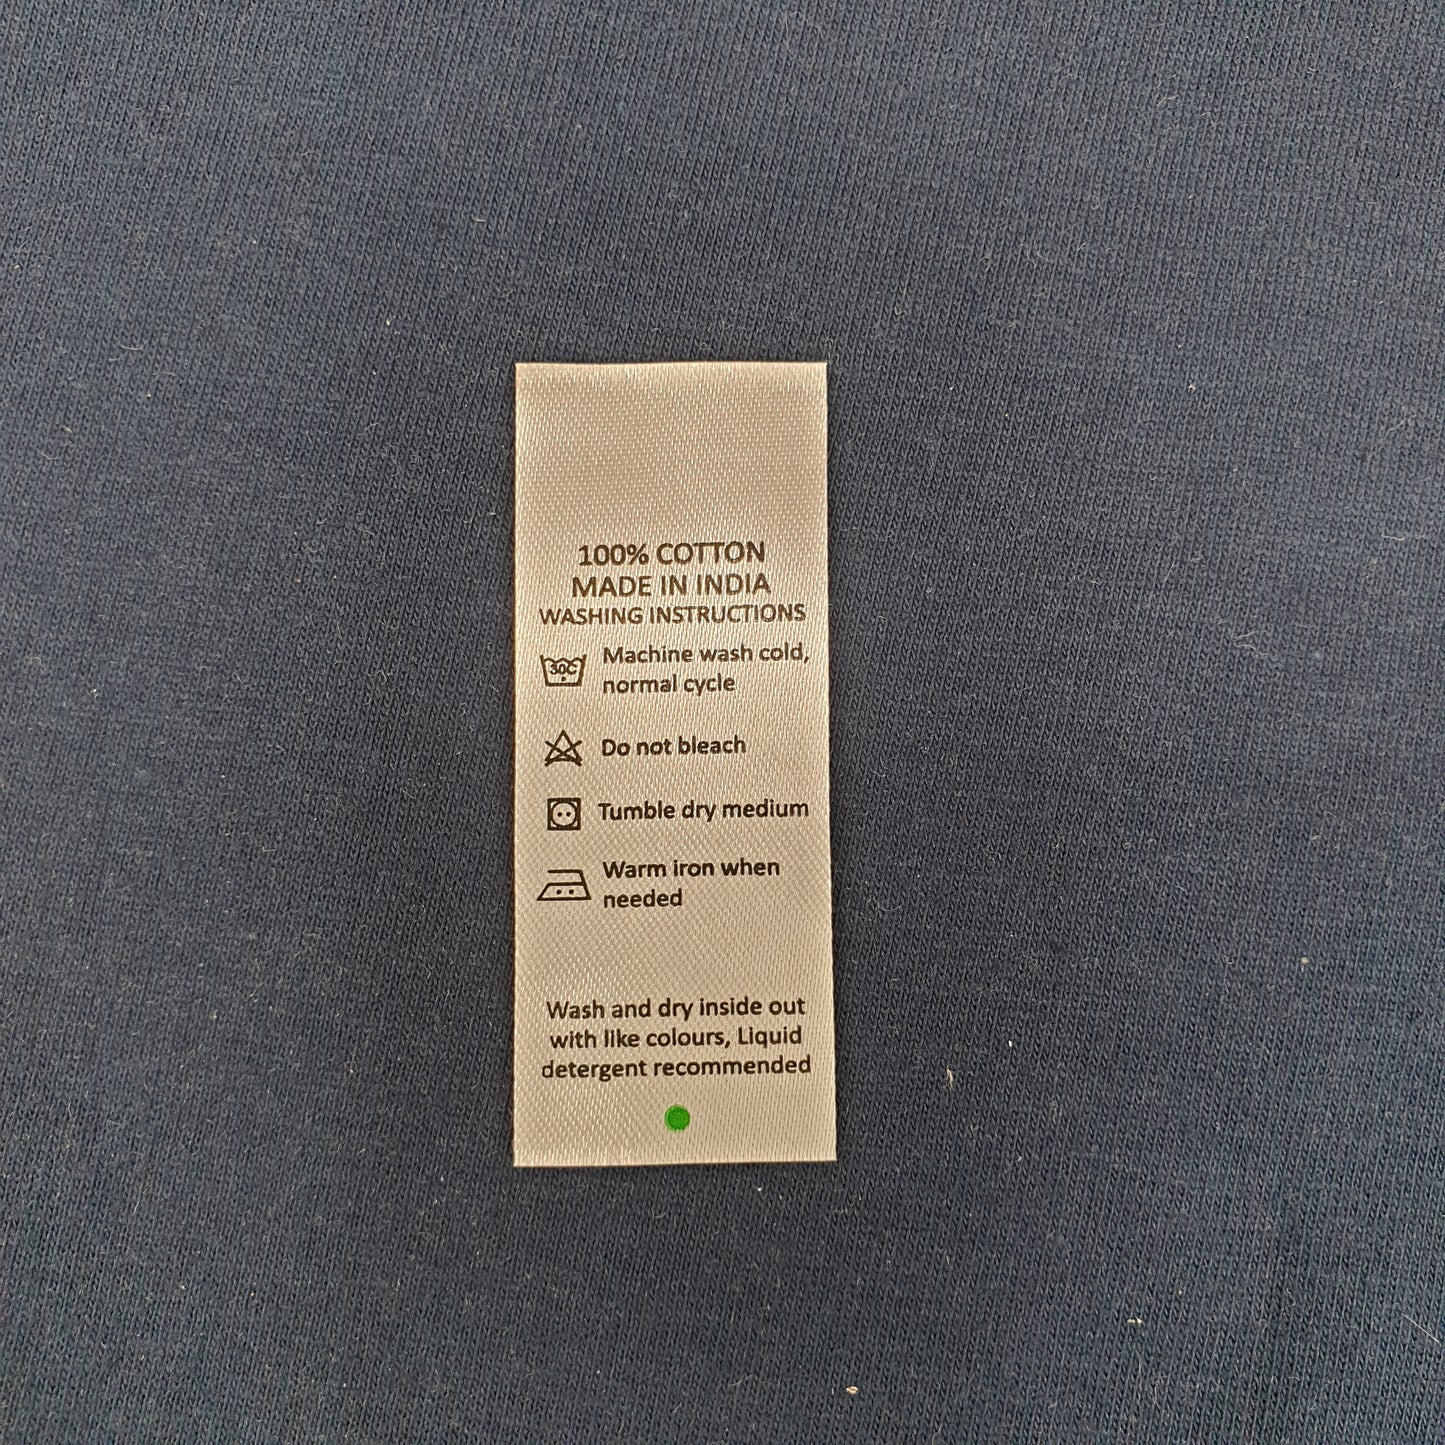 100% COTTON
MADE IN INDIA
WASHING INSTRUCTIONS
30C
Machine wash cold,
normal cycle
Do not bleach
Tumble dry medium
Warm iron when
needed
Wash and dry inside out
with like colours, Liquid
detergent recommended